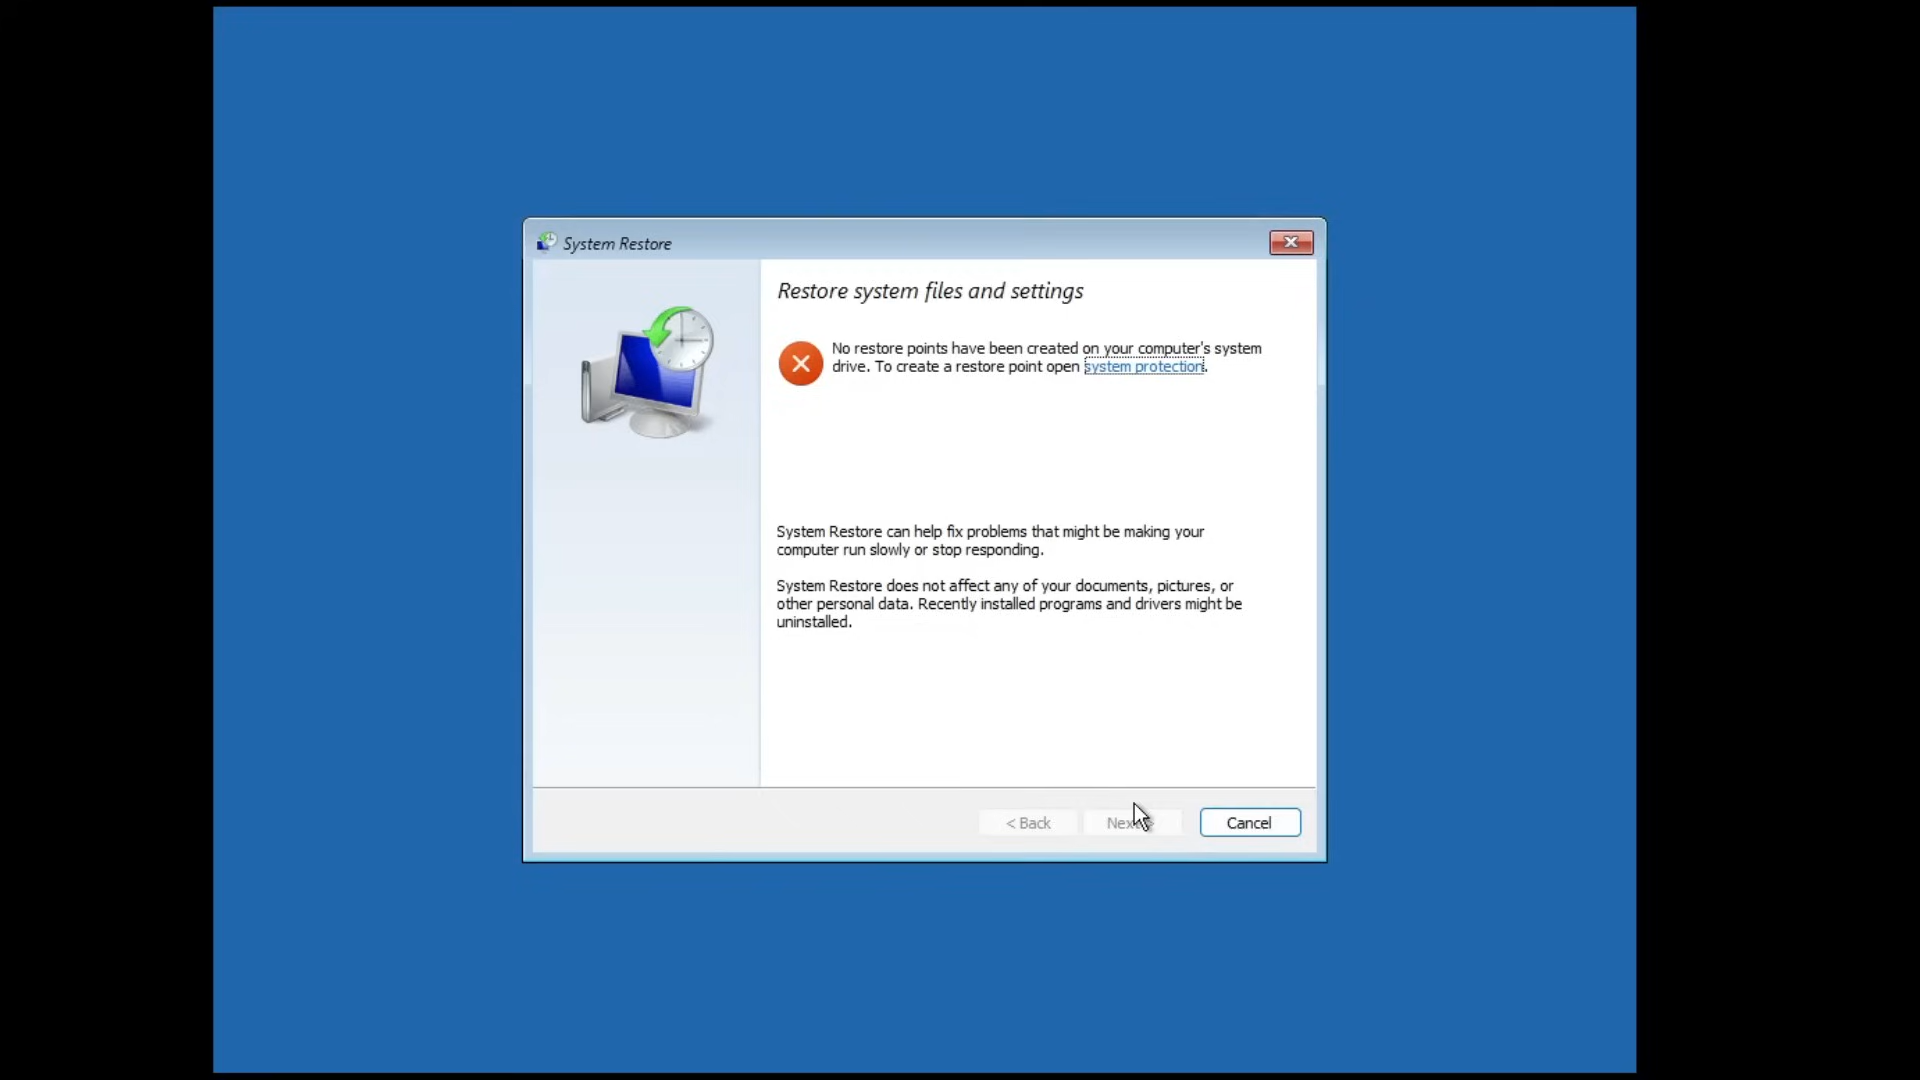 System Restore
Restore system files and settings
No restore points have been created on your computer's system
drive. To create a restore point open system protection.
System Restore can help fix problems that might be making your
computer run slowly or stop responding.
System Restore does not affect any of your documents, pictures, or
other personal data. Recently installed programs and drivers might be
uninstalled.
< Back
Next >
Cancel